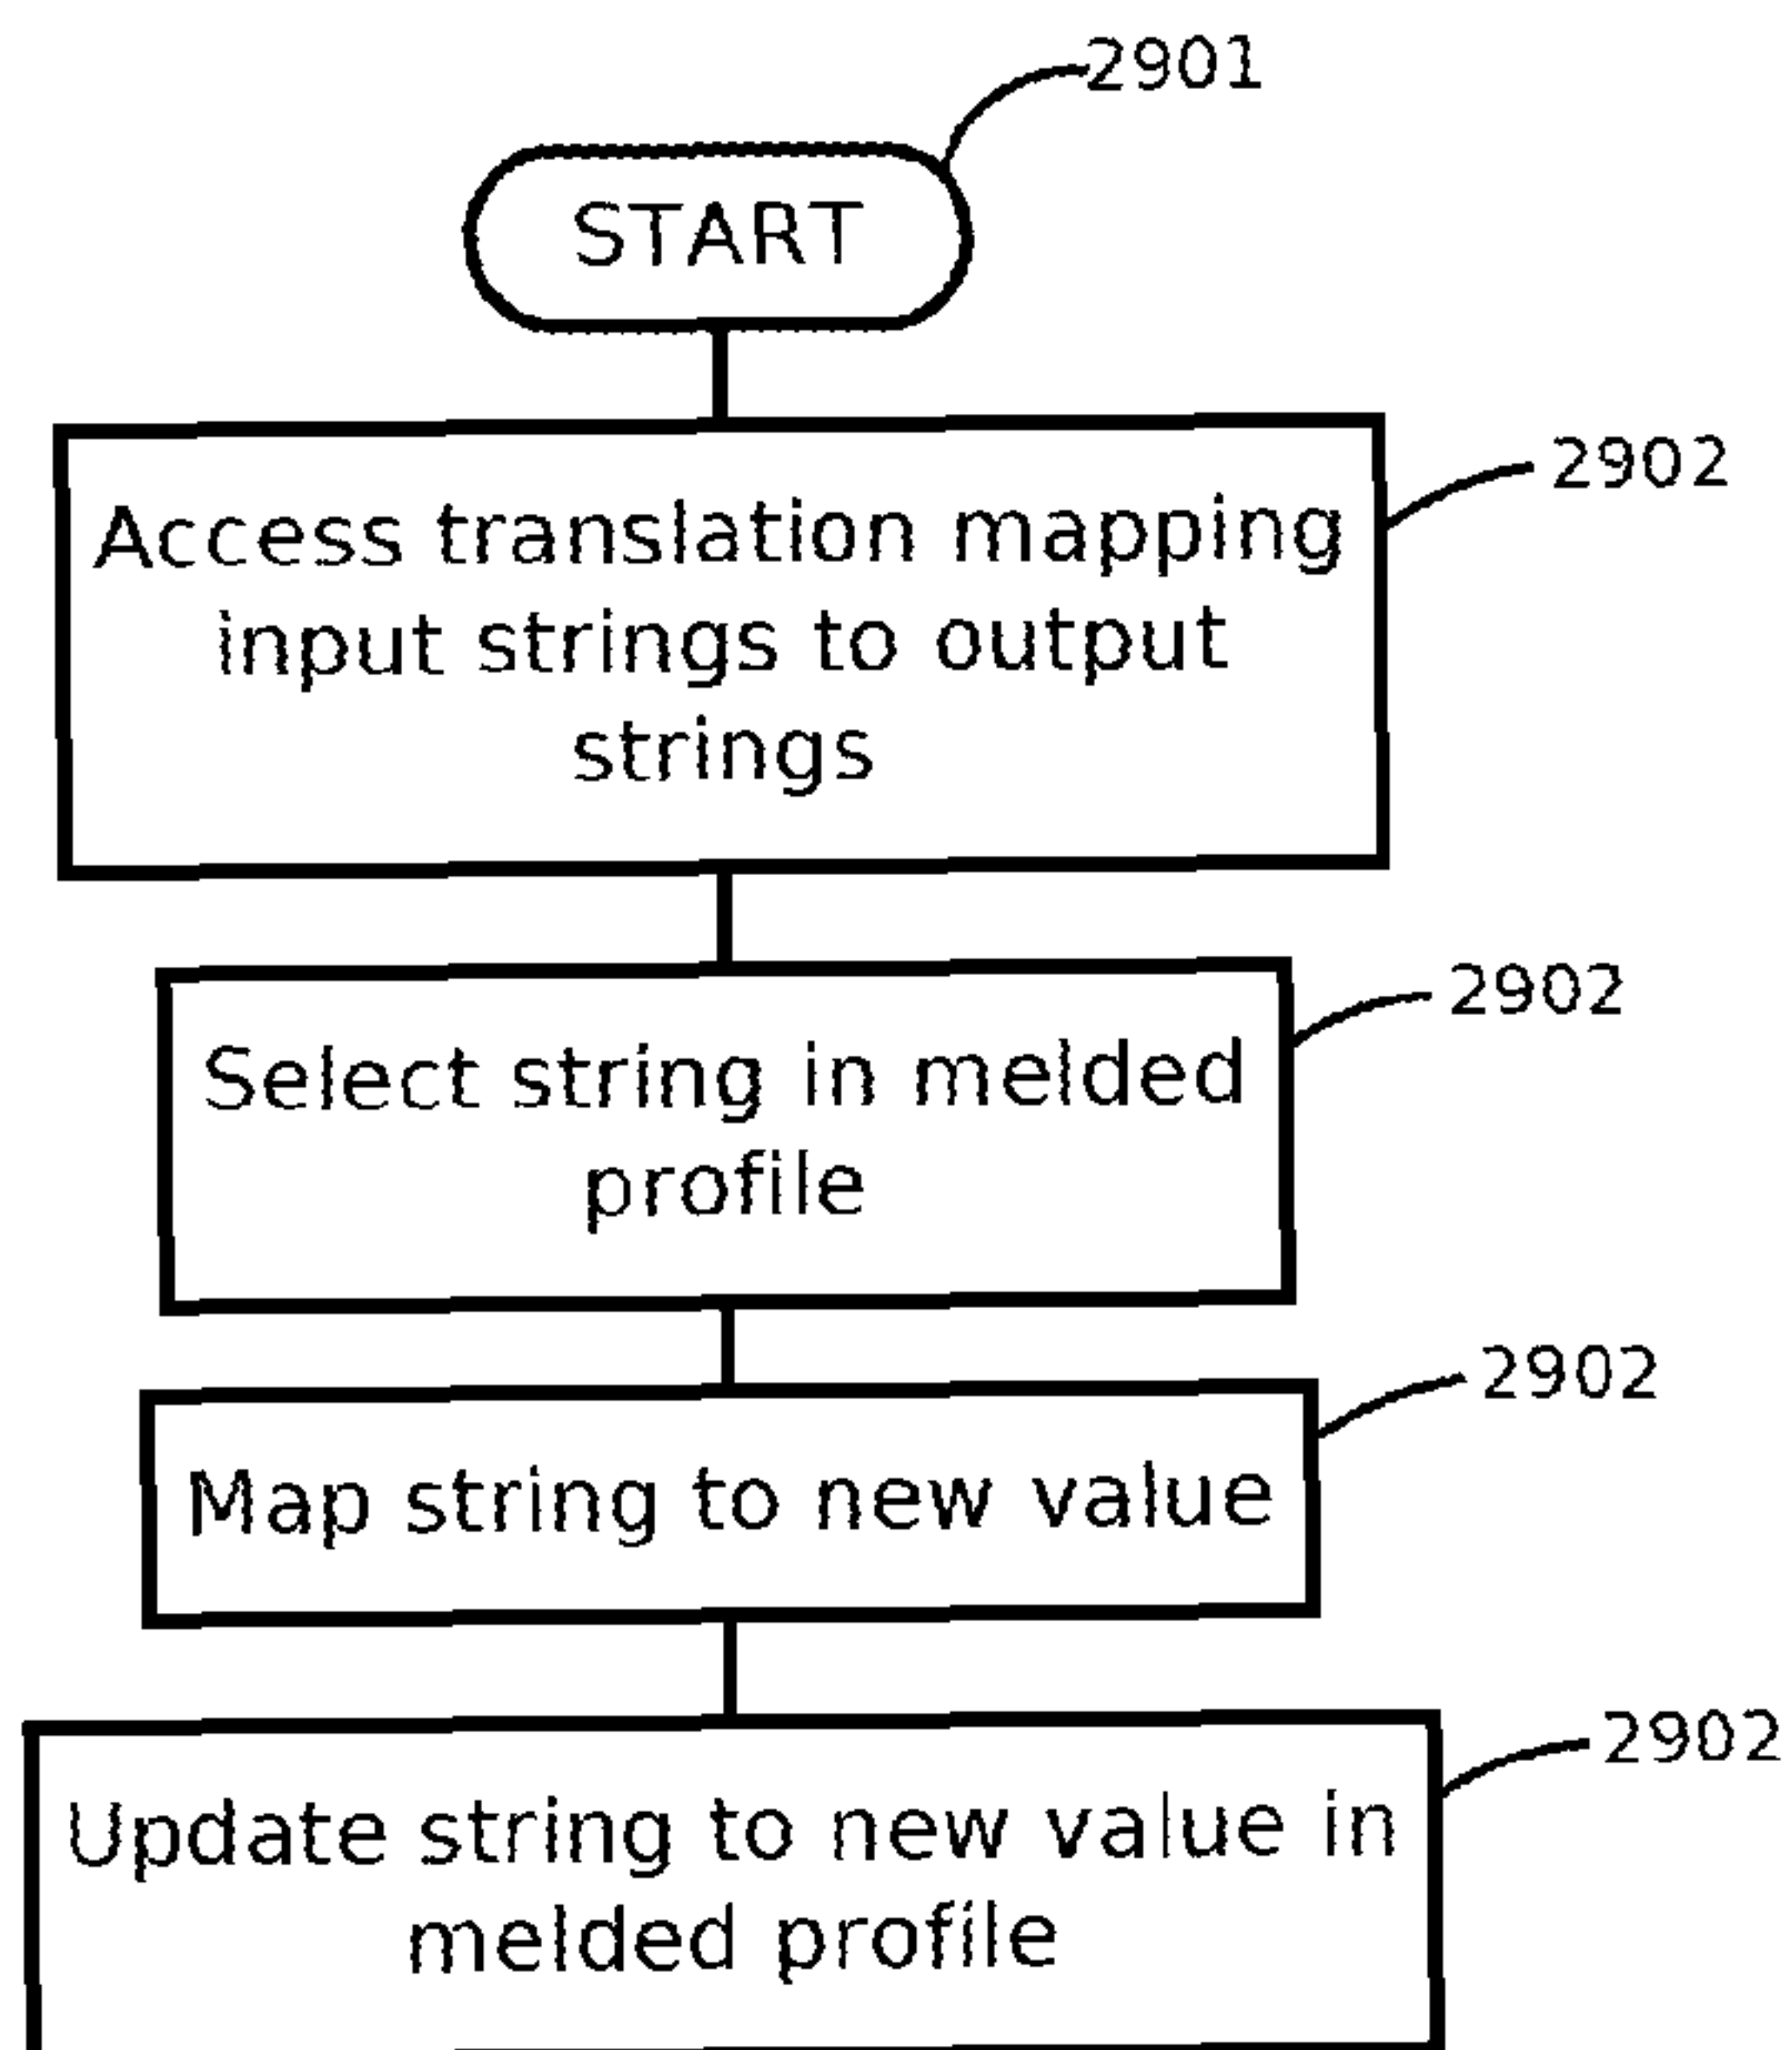 2901
START
2902
Access translation mapping
input strings to output
strings
2902
Select string in melded
profile
2902
Map string to new value
2902
Update string to new value in
melded profile